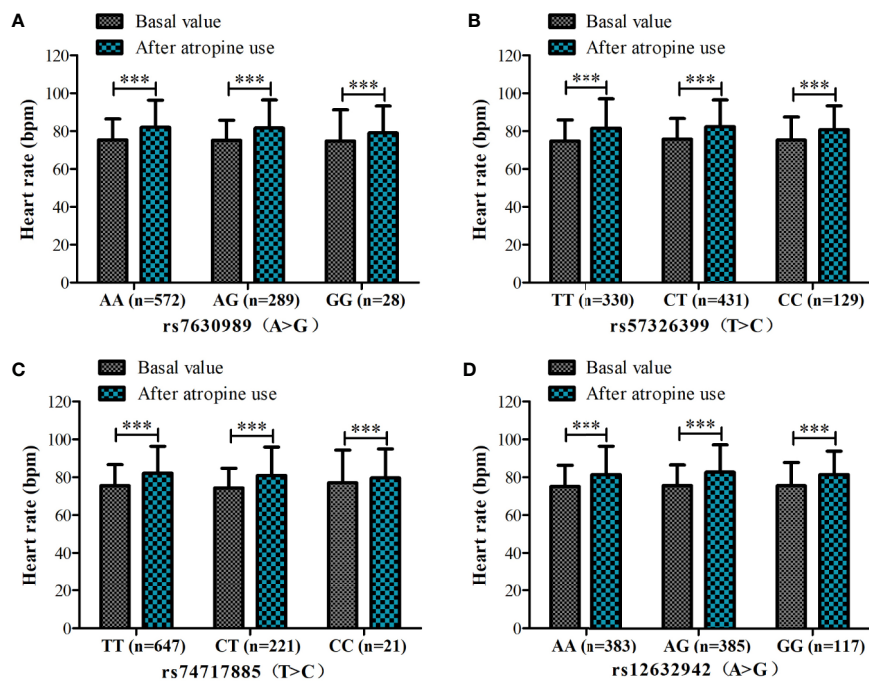 A
Basal value
After atropine use
Heart rate (bpm)
120
100
80
60
40
20
0
***
***
***
AA (n=572) AG (n=289) GG (n=28)
rs7630989 (A>G)
B
Basal value
After atropine use
Heart rate (bpm)
120
100
80
60
40
20
0
***
***
***
TT (n=330) CT (n=431) CC (n=129)
rs57326399 (T>C)
C
Basal value
After atropine use
Heart rate (bpm)
120
100
80
60
40
20
0
***
***
***
TT (n=647) CT (n=221) CC (n=21)
rs74717885 (T>C)
D
Basal value
After atropine use
Heart rate (bpm)
120
100
80
60
40
20
0
***
***
***
AA (n=383) AG (n=385) GG (n=117)
rs12632942 (A>G)